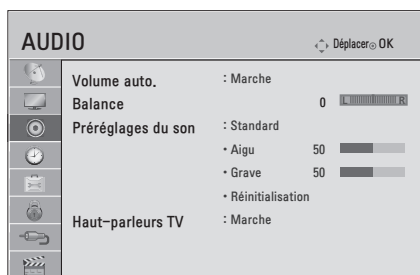 AUDIO Déplacer OK
Volume auto. : Marche
Balance 0 L R
Préréglages du son : Standard
• Aigu 50
• Grave 50
• Réinitialisation
Haut-parleurs TV : Marche